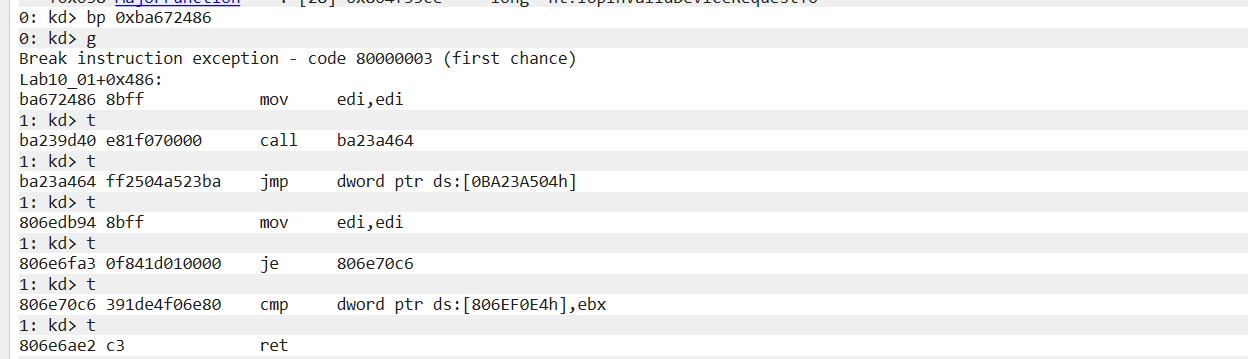 0: kd> bp 0xba672486
0: kd> g
Break instruction exception - code 80000003 (first chance)
Lab10_01+0x486:
ba672486 8bff            mov     edi,edi
1: kd> t
ba239d40 e81f070000      call    ba23a464
1: kd> t
ba23a464 ff2504a523ba    jmp     dword ptr ds:[0BA23A504h]
1: kd> t
806edb94 8bff            mov     edi,edi
1: kd> t
806e6fa3 0f841d010000    je      806e70c6
1: kd> t
806e70c6 391de4f06e80    cmp     dword ptr ds:[806EF0E4h],ebx
1: kd> t
806e6ae2 c3              ret